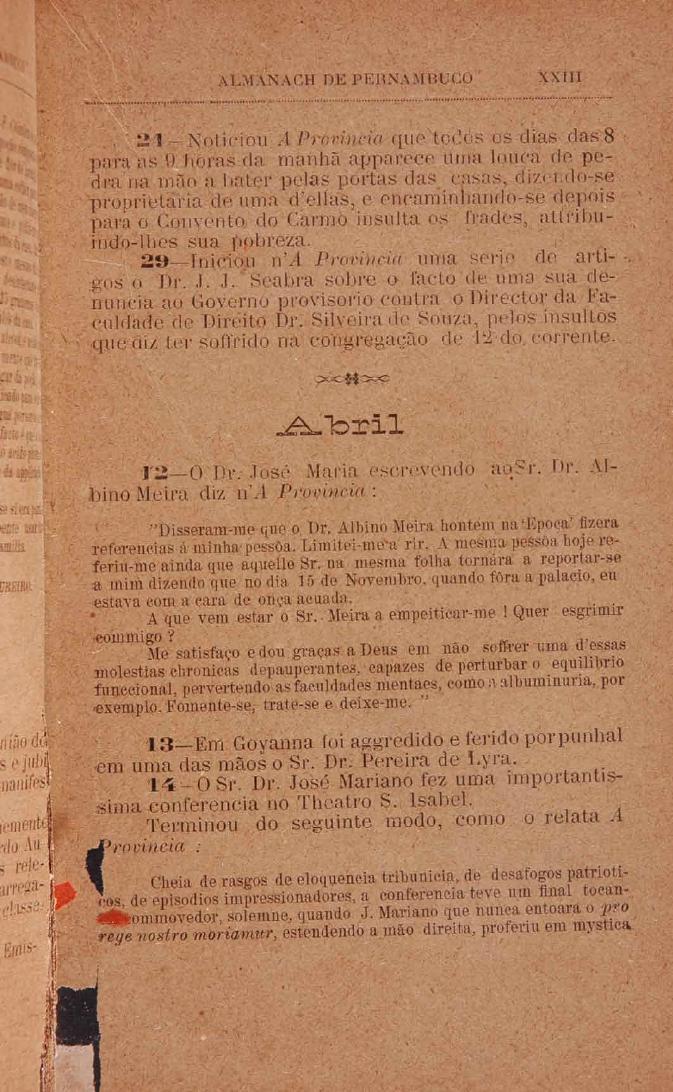 ALMANACH DE PERNAMBUCO XXIII
24—Noticiou A Provincia que todos os dias das 8
para as 9 horas da manhã apparece uma louca de pe-
dra na mão a bater pelas portas das casas, dizendo-se
proprietaria de uma d'ellas, e encaminhando-se depois
para o Convento do Carmo insulta os frades, attribu-
indo-lhes sua pobreza.
29—Iniciou n'A Provincia uma serie de arti-
gos o Dr. J. J. Seabra sobre o facto de uma sua de-
nuncia ao Governo provisorio contra o Director da Fa-
culdade de Direito Dr. Silveira de Souza, pelos insultos
que diz ter soffrido na congregação de 12 do corrente.
Abril
12—O Dr. José Maria escrevendo ao Sr. Dr. Al-
bino Meira diz n'A Provincia:
"Disseram-me que o Dr. Albino Meira hontem na 'Epoca' fizera
referencias á minha pessôa. Limitei-me a rir. A mesma pessôa hoje re-
feriu-me ainda que aquelle Sr. na mesma folha tornára a reportar-se
a mim dizendo que no dia 15 de Novembro, quando fôra a palacio, eu
estava com a cara de onça acuada.
A que vem estar o Sr. Meira a empeiticar-me ! Quer esgrimir
commigo ?
Me satisfaço e dou graças a Deus em não soffrer uma d'essas
molestias chronicas depauperantes, capazes de perturbar o equilibrio
funccional, pervertendo as faculdades mentaes, como a albuminuria, por
exemplo. Fomente-se, trate-se e deixe-me. "
13—Em Goyanna foi aggredido e ferido por punhal
em uma das mãos o Sr. Dr. Pereira de Lyra.
14—O Sr. Dr. José Mariano fez uma importantis-
sima conferencia no Theatro S. Isabel.
Terminou do seguinte modo, como o relata A
Provincia :
Cheia de rasgos de eloquencia tribunicia, de desafogos patrioti-
cos, de episodios impressionadores, a conferencia teve um final tocan-
commovedor, solemne, quando J. Mariano que nunca entoara o pro
rege nostro moriamur, estendendo a mão direita, proferiu em mystica